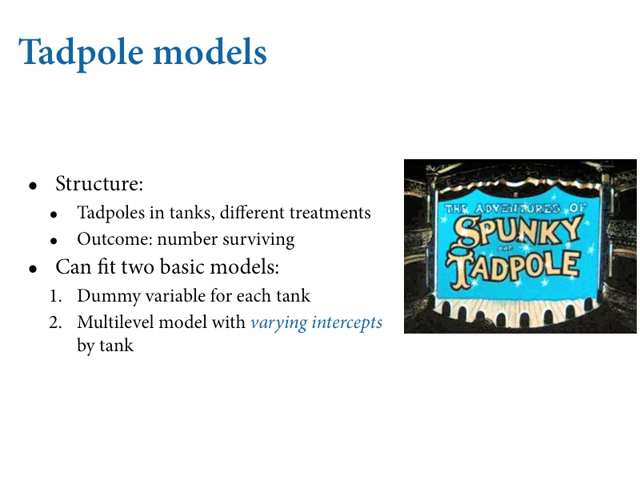 Tadpole models
• Structure:
• Tadpoles in tanks, different treatments
• Outcome: number surviving
• Can fit two basic models:
1. Dummy variable for each tank
2. Multilevel model with varying intercepts
by tank
THE ADVENTURES OF
SPUNKY
AND
TADPOLE